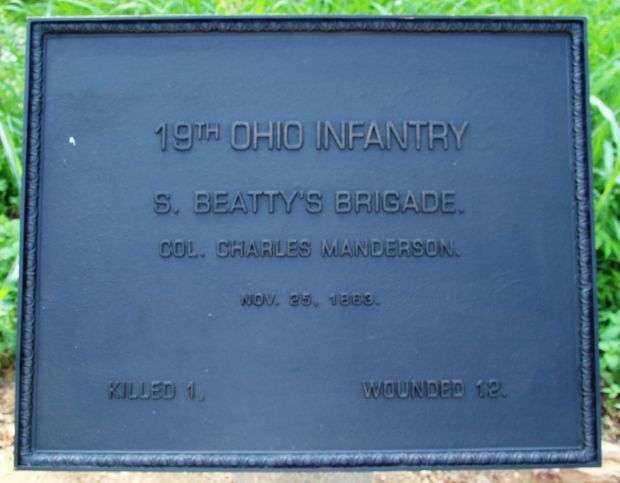 19TH OHIO INFANTRY
S. BEATTY'S BRIGADE.
COL. CHARLES MANDERSON.
NOV. 25, 1863.
KILLED 1, WOUNDED 12.